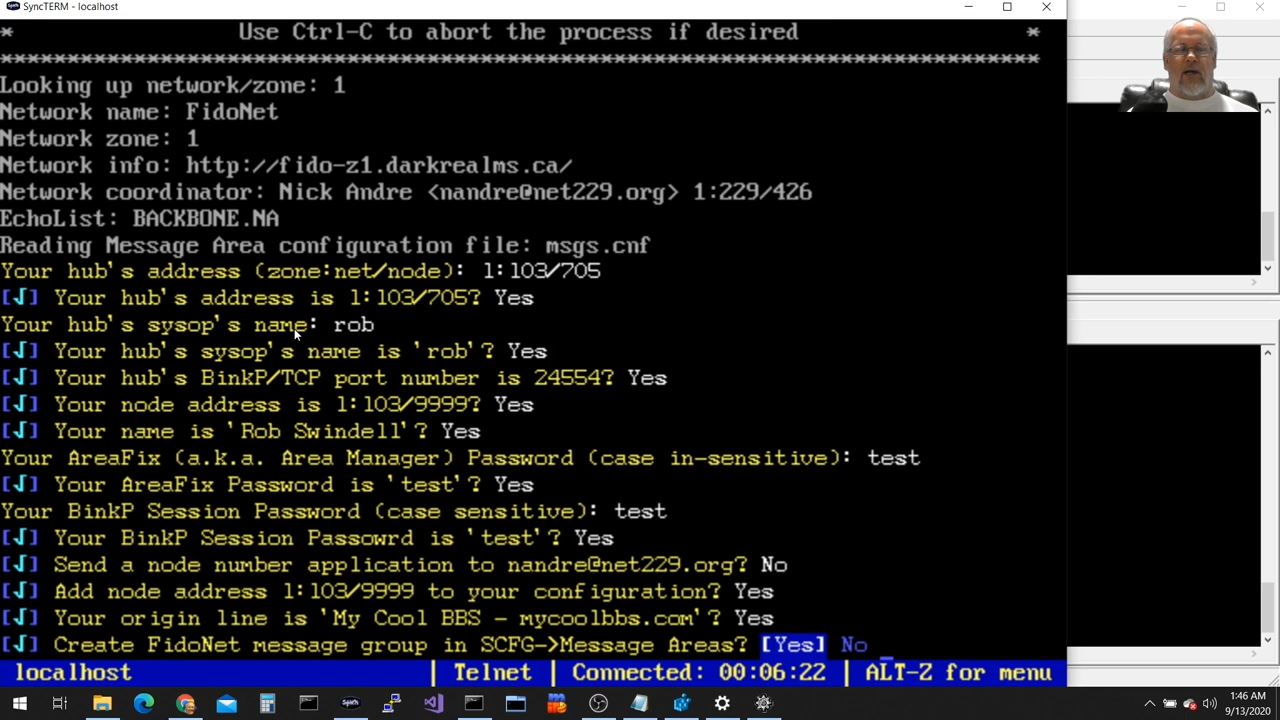 SyncTERM - localhost
* Use Ctrl-C to abort the process if desired *
******************************************************************************
Looking up network/zone: 1
Network name: FidoNet
Network zone: 1
Network info: http://fido-z1.darkrealms.ca/
Network coordinator: Nick Andre <nandre@net229.org> 1:229/426
EchoList: BACKBONE.NA
Reading Message Area configuration file: msgs.cnf
Your hub's address (zone:net/node): 1:103/705
[√] Your hub's address is 1:103/705? Yes
Your hub's sysop's name: rob
[√] Your hub's sysop's name is 'rob'? Yes
[√] Your hub's BinkP/TCP port number is 24554? Yes
[√] Your node address is 1:103/9999? Yes
[√] Your name is 'Rob Swindell'? Yes
Your AreaFix (a.k.a. Area Manager) Password (case in-sensitive): test
[√] Your AreaFix Password is 'test'? Yes
Your BinkP Session Password (case sensitive): test
[√] Your BinkP Session Passowrd is 'test'? Yes
[√] Send a node number application to nandre@net229.org? No
[√] Add node address 1:103/9999 to your configuration? Yes
[√] Your origin line is 'My Cool BBS - mycoolbbs.com'? Yes
[√] Create FidoNet message group in SCFG->Message Areas? [Yes] No
localhost | Telnet | Connected: 00:06:22 | ALT-Z for menu
1:46 AM
9/13/2020